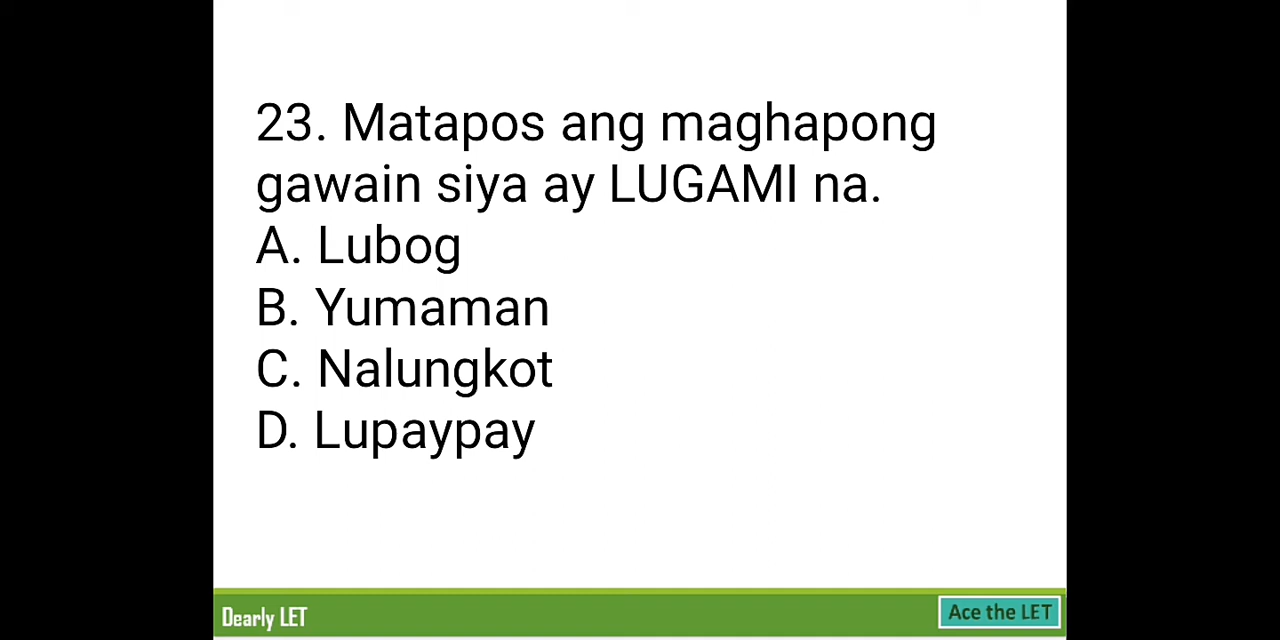 23. Matapos ang maghapong
gawain siya ay LUGAMI na.
A. Lubog
B. Yumaman
C. Nalungkot
D. Lupaypay
Dearly LET
Ace the LET